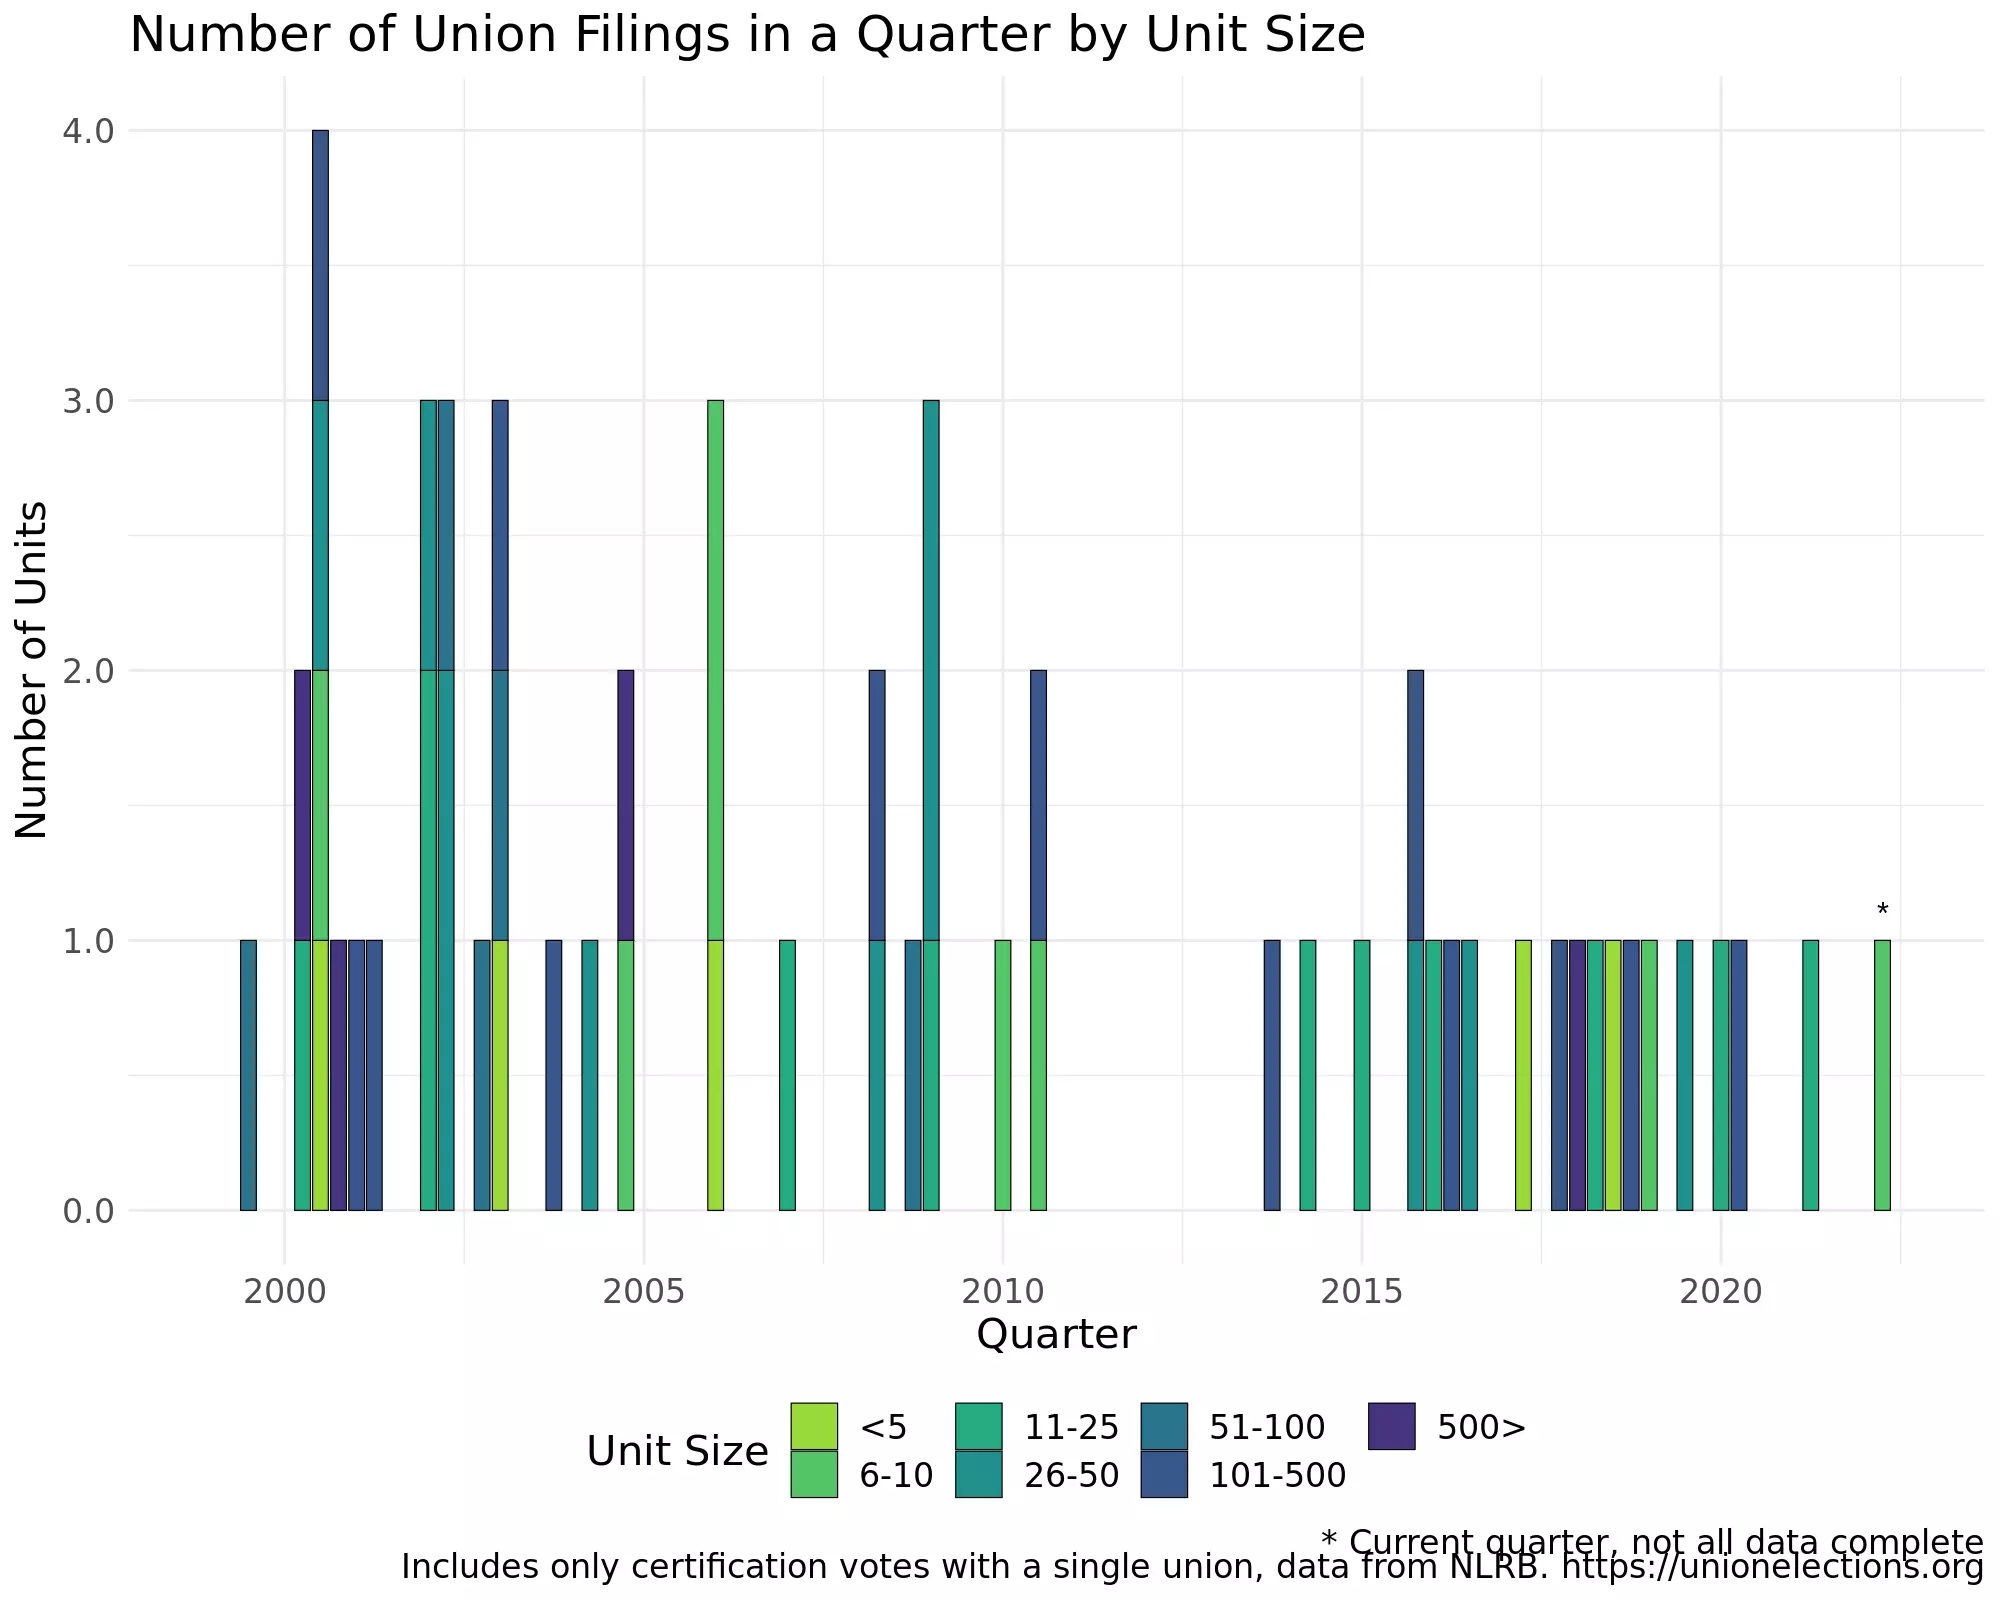 Number of Union Filings in a Quarter by Unit Size
Number of Units
4.0
3.0
2.0
1.0
0.0
*
2000 2005 2010 2015 2020
Quarter
Unit Size
<5 11-25 51-100 500>
6-10 26-50 101-500
* Current quarter, not all data complete
Includes only certification votes with a single union, data from NLRB. https://unionelections.org